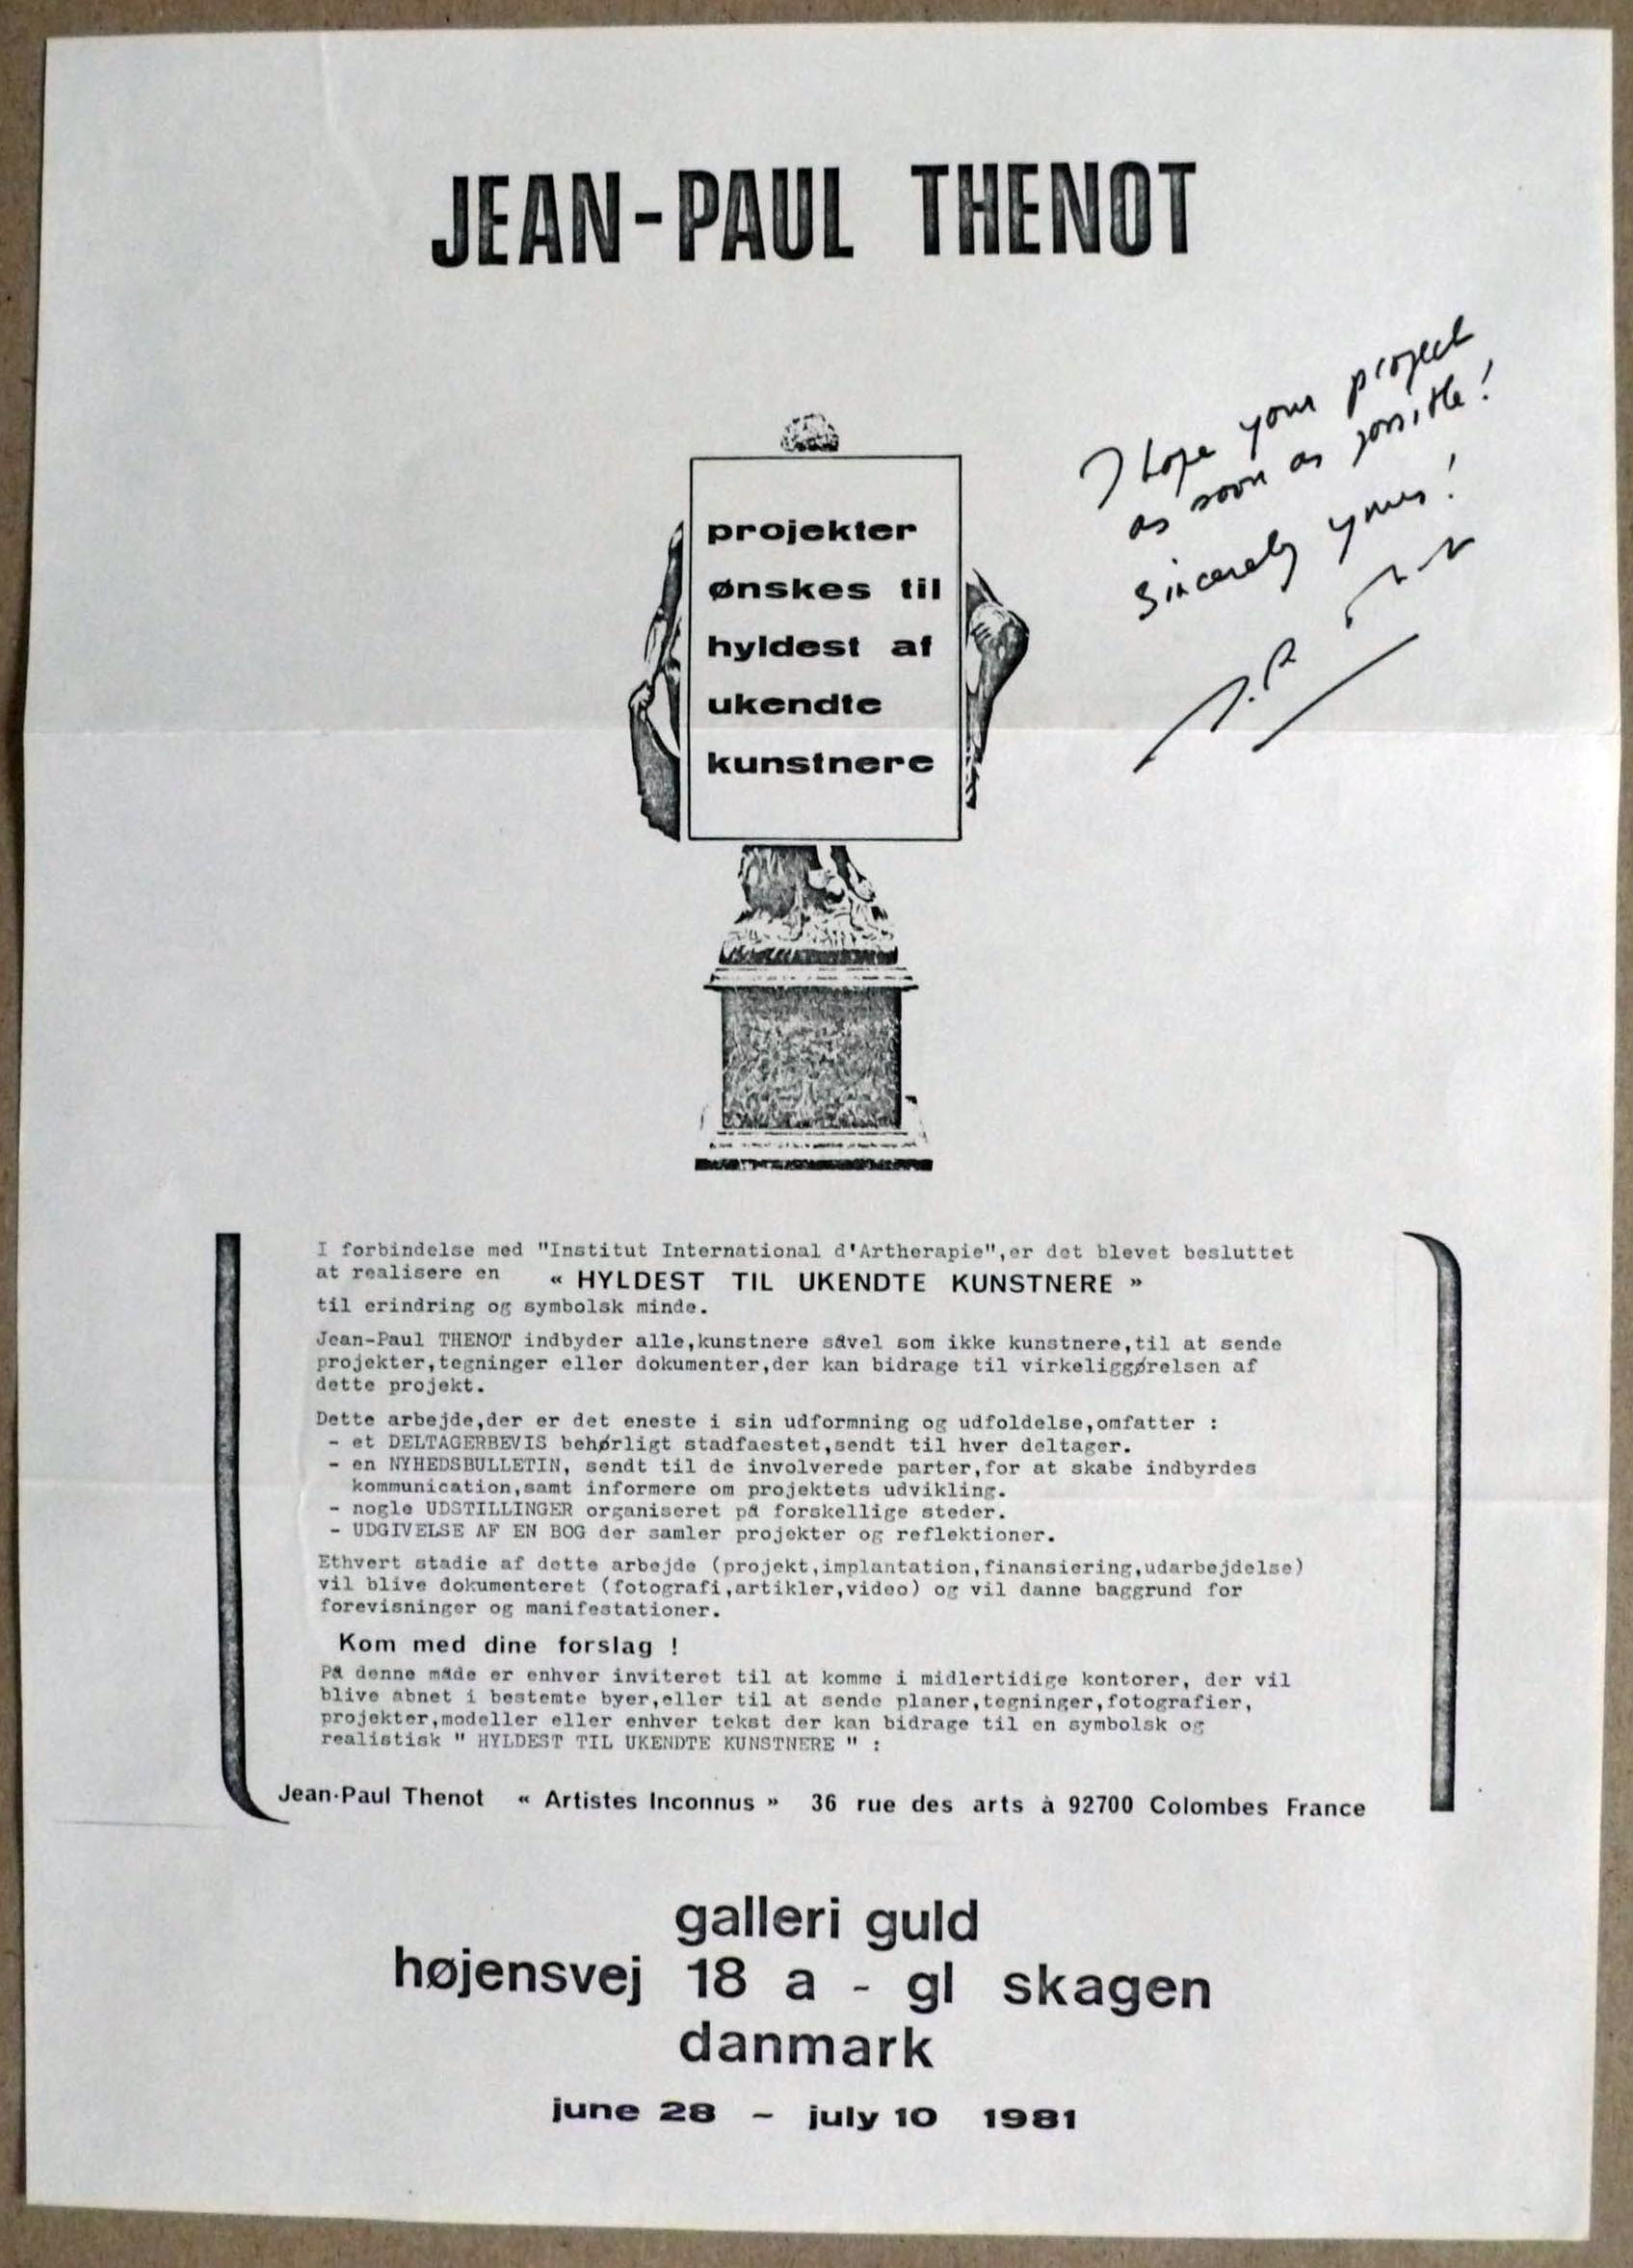 JEAN-PAUL THENOT
I hope your project
as soon as possible!
Sincerely yours!
J.P.
projekter
ønskes til
hyldest af
ukendte
kunstnere
I forbindelse med "Institut International d'Artherapie",er det blevet besluttet
at realisere en « HYLDEST TIL UKENDTE KUNSTNERE »
til erindring og symbolsk minde.
Jean-Paul THENOT indbyder alle,kunstnere såvel som ikke kunstnere,til at sende
projekter,tegninger eller dokumenter,der kan bidrage til virkeliggørelsen af
dette projekt.
Dette arbejde,der er det eneste i sin udformning og udfoldelse,omfatter :
- et DELTAGERBEVIS behørligt stadfaestet,sendt til hver deltager.
- en NYHEDSBULLETIN, sendt til de involverede parter,for at skabe indbyrdes
kommunication,samt informere om projektets udvikling.
- nogle UDSTILLINGER organiseret på forskellige steder.
- UDGIVELSE AF EN BOG der samler projekter og reflektioner.
Ethvert stadie af dette arbejde (projekt,implantation,finansiering,udarbejdelse)
vil blive dokumenteret (fotografi,artikler,video) og vil danne baggrund for
forevisninger og manifestationer.
Kom med dine forslag !
På denne måde er enhver inviteret til at komme i midlertidige kontorer, der vil
blive abnet i bestemte byer,eller til at sende planer,tegninger,fotografier,
projekter,modeller eller enhver tekst der kan bidrage til en symbolsk og
realistisk " HYLDEST TIL UKENDTE KUNSTNERE " :
Jean-Paul Thenot « Artistes Inconnus » 36 rue des arts à 92700 Colombes France
galleri guld
højensvej 18 a - gl skagen
danmark
june 28 - july 10 1981